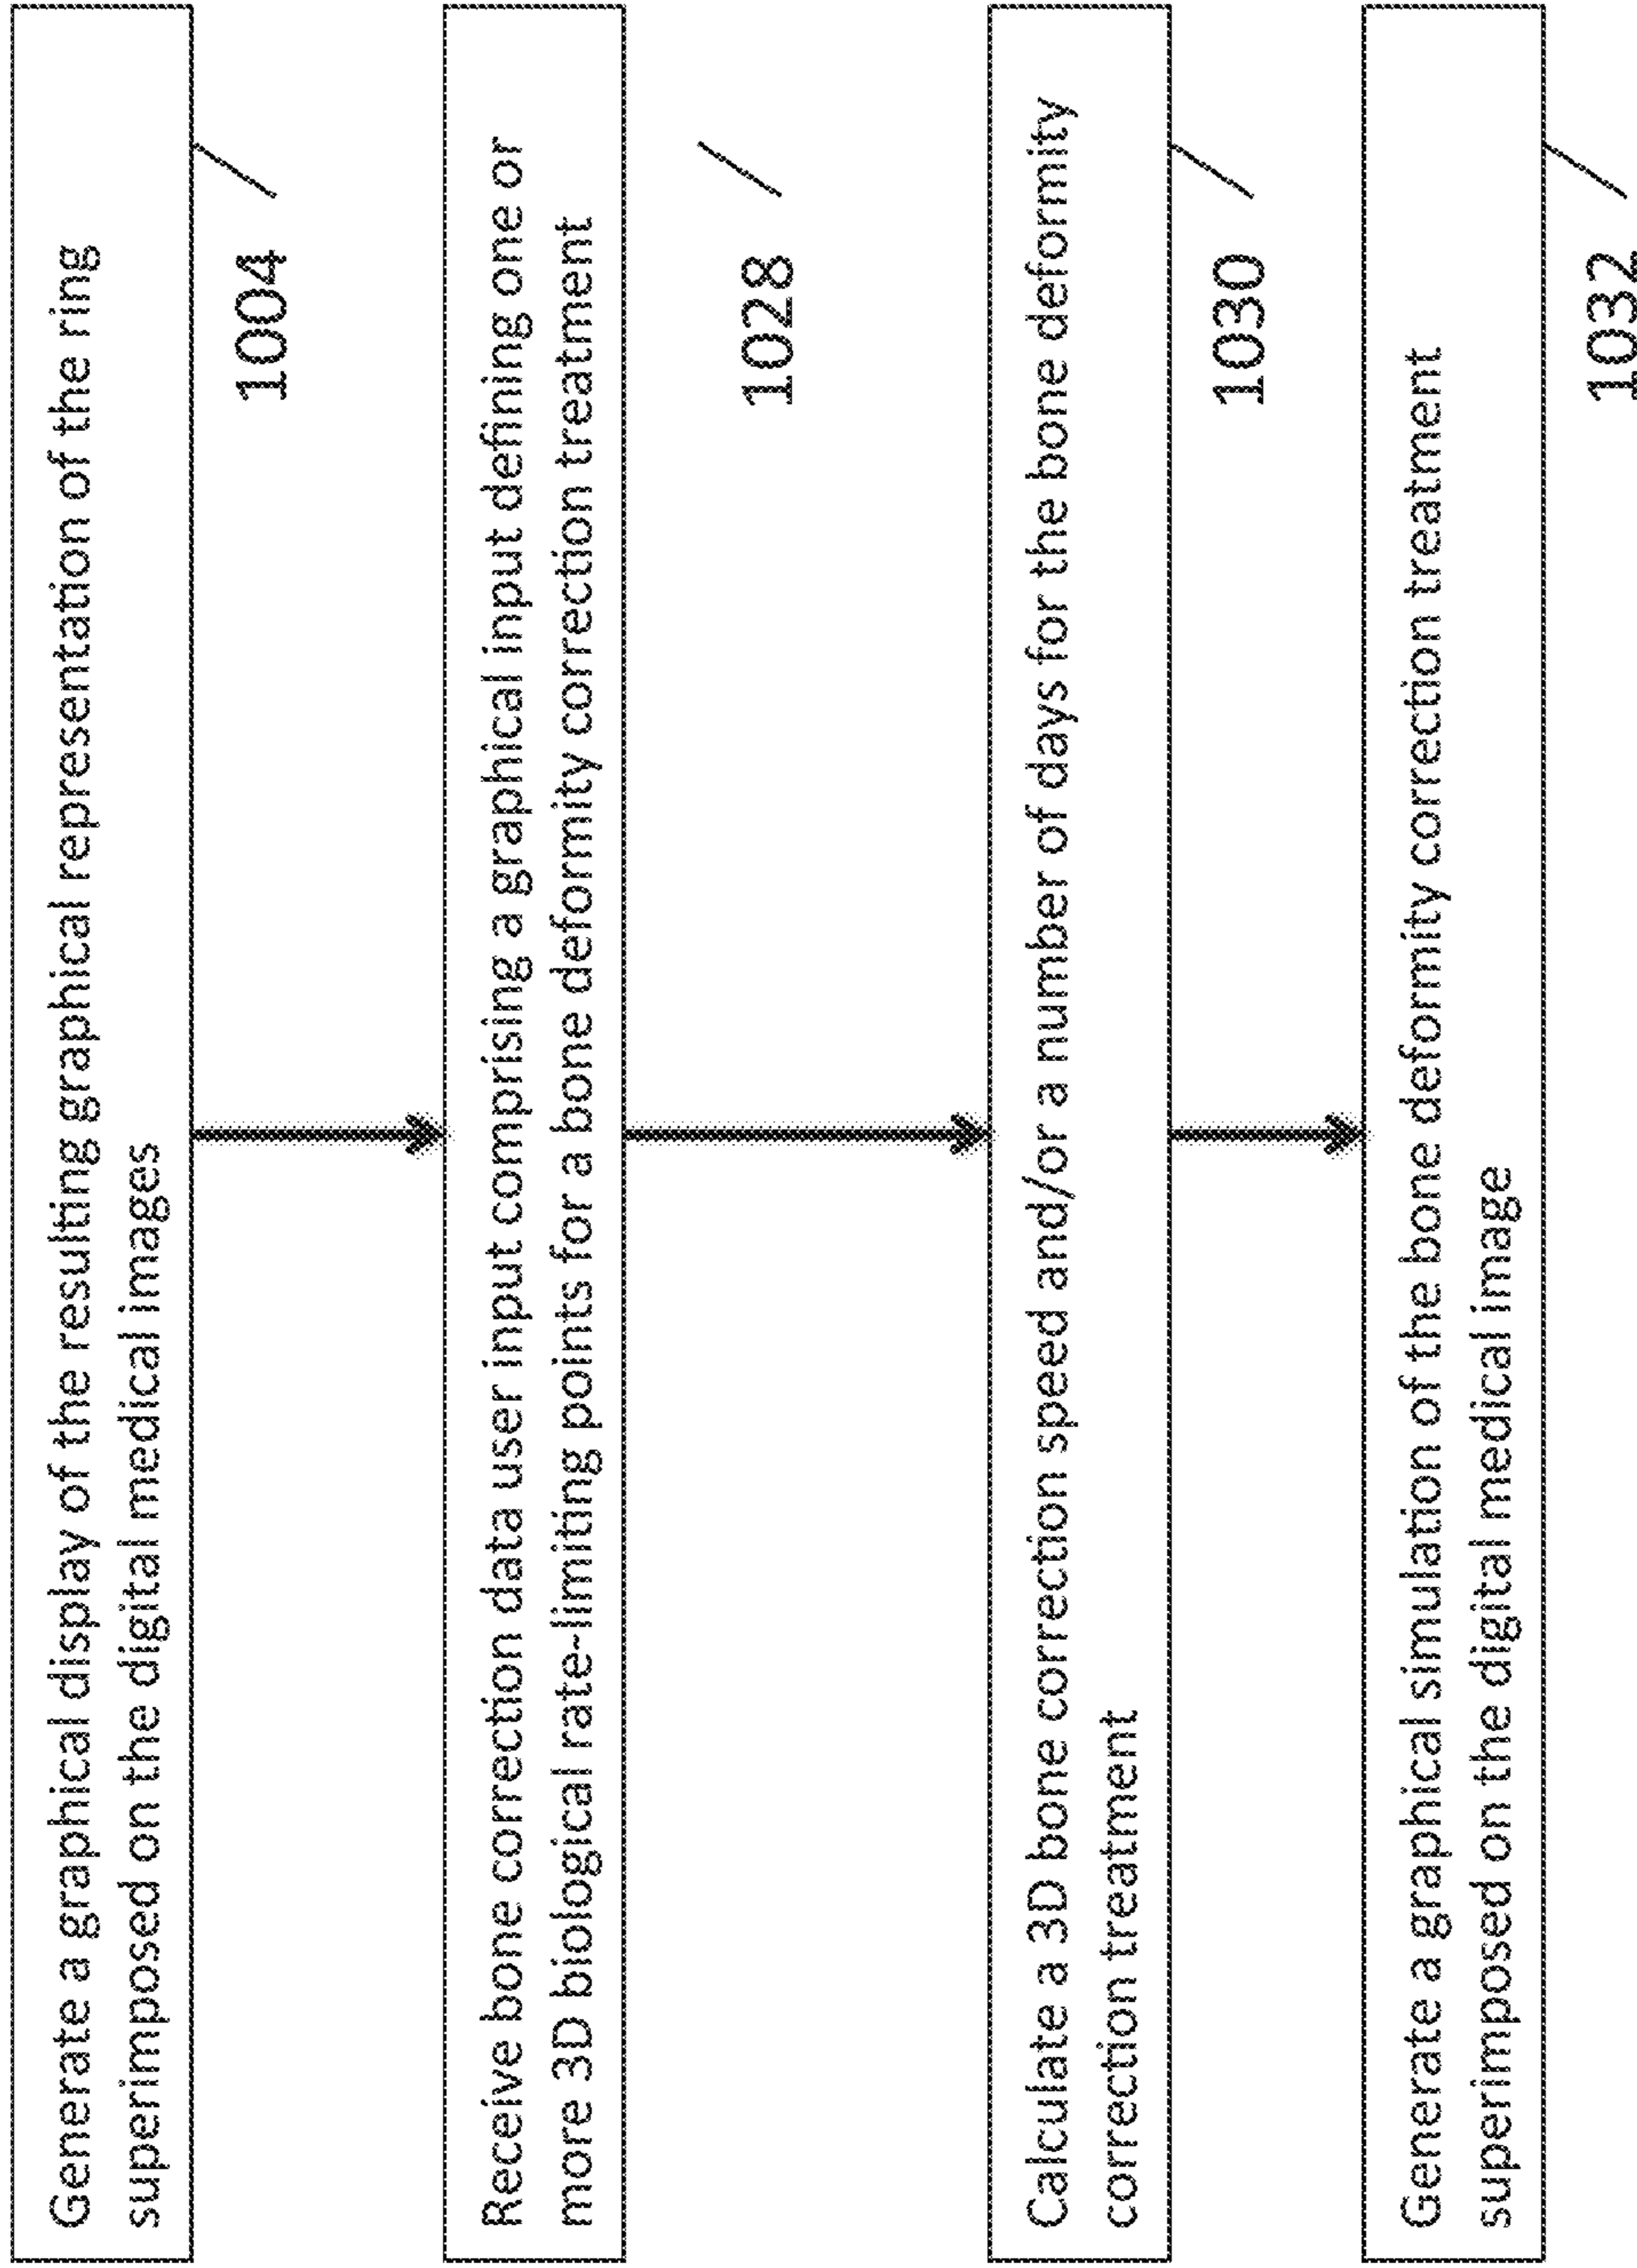 Generate a graphical display of the resulting graphical representation of the ring
superimposed on the digital medical images
1004
Receive bone correction data user input comprising a graphical input defining one or
more 3D biological rate-limiting points for a bone deformity correction treatment
1028
Calculate a 3D bone correction speed and/or a number of days for the bone deformity
correction treatment
1030
Generate a graphical simulation of the bone deformity correction treatment
superimposed on the digital medical image
1032